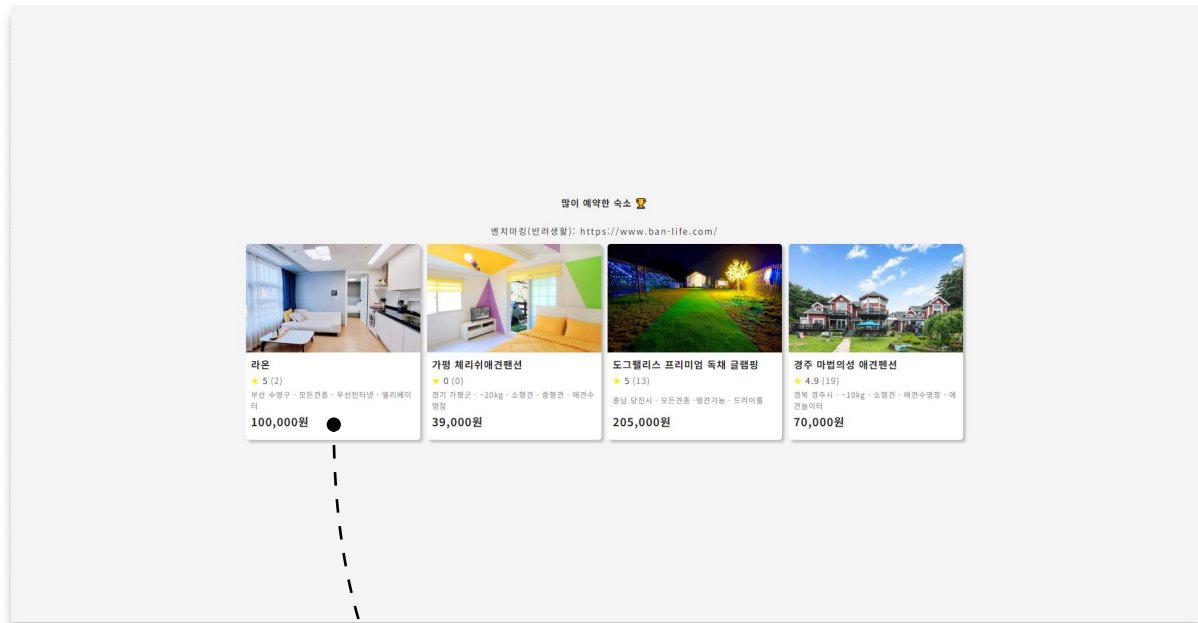 많이 예약한 숙소 🏆
벤치마킹(반려생활): https://www.ban-life.com/
라온
★ 5 (2)
부산 수영구 · 모든견종 · 무선인터넷 · 엘리베이
터
100,000원
가평 체리쉬애견팬션
★ 0 (0)
경기 가평군 · ~20kg · 소형견 · 중형견 · 애견수
영장
39,000원
도그팰리스 프리미엄 독채 글램핑
★ 5 (13)
충남 당진시 · 모든견종 ·맹견가능 · 드라이룸
205,000원
경주 마법의성 애견펜션
★ 4.9 (19)
경북 경주시 · ~10kg · 소형견 · 애견수영장 · 애
견놀이터
70,000원